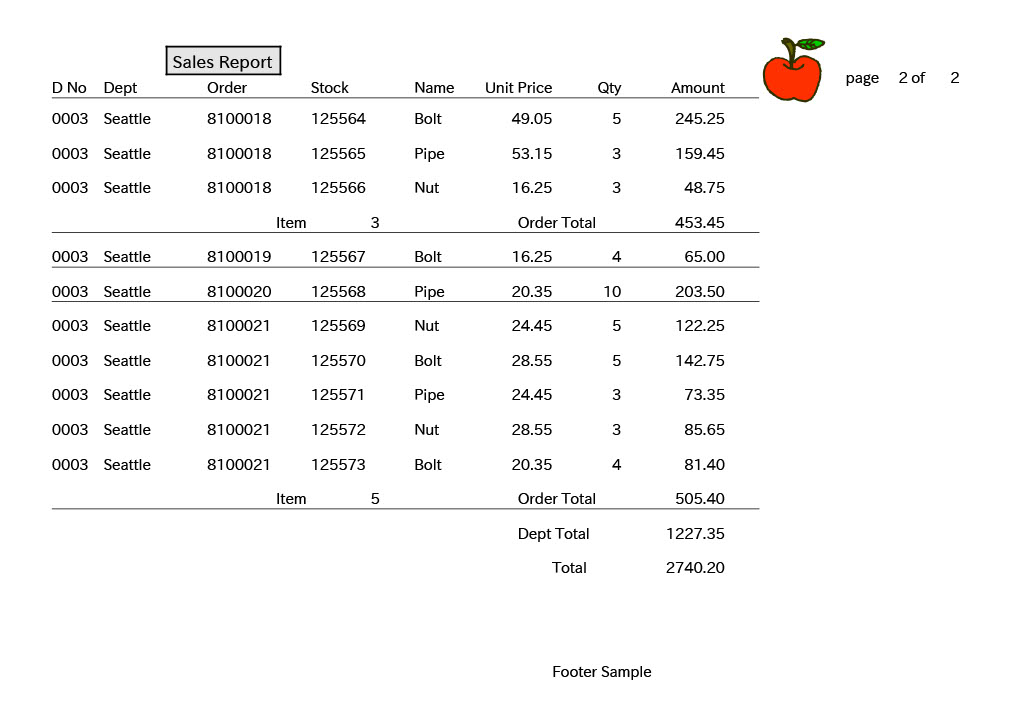 Sales Report
page 2 of 2
D No Dept Order Stock Name Unit Price Qty Amount
0003 Seattle 8100018 125564 Bolt 49.05 5 245.25
0003 Seattle 8100018 125565 Pipe 53.15 3 159.45
0003 Seattle 8100018 125566 Nut 16.25 3 48.75
Item 3 Order Total 453.45
0003 Seattle 8100019 125567 Bolt 16.25 4 65.00
0003 Seattle 8100020 125568 Pipe 20.35 10 203.50
0003 Seattle 8100021 125569 Nut 24.45 5 122.25
0003 Seattle 8100021 125570 Bolt 28.55 5 142.75
0003 Seattle 8100021 125571 Pipe 24.45 3 73.35
0003 Seattle 8100021 125572 Nut 28.55 3 85.65
0003 Seattle 8100021 125573 Bolt 20.35 4 81.40
Item 5 Order Total 505.40
Dept Total 1227.35
Total 2740.20
Footer Sample